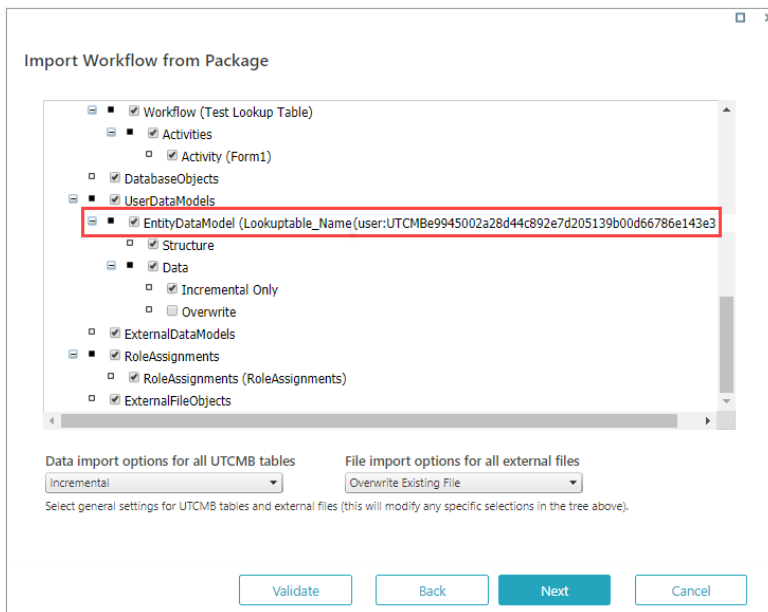 Import Workflow from Package
Workflow (Test Lookup Table)
Activities
Activity (Form1)
DatabaseObjects
UserDataModels
EntityDataModel (Lookuptable_Name(user:UTCMBe9945002a28d44c892e7d205139b00d66786e143e3
Structure
Data
Incremental Only
Overwrite
ExternalDataModels
RoleAssignments
RoleAssignments (RoleAssignments)
ExternalFileObjects
Data import options for all UTCMB tables File import options for all external files
Incremental Overwrite Existing File
Select general settings for UTCMB tables and external files (this will modify any specific selections in the tree above).
Validate Back Next Cancel